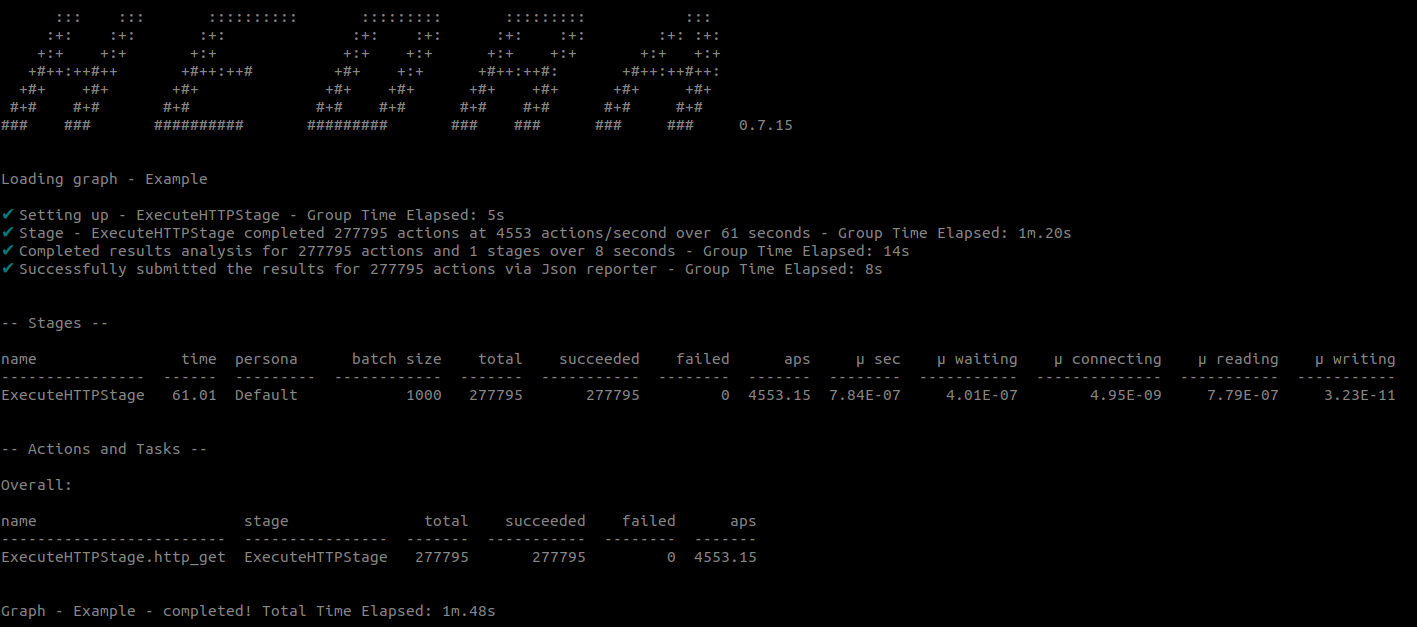 :::    :::       ::::::::::       :::::::::       :::::::::           :::
     :+:    :+:       :+:              :+:    :+:      :+:    :+:        :+: :+:
    +:+    +:+       +:+              +:+    +:+      +:+    +:+       +:+   +:+
   +#++:++#++       +#++:++#         +#+    +:+      +#++:++#:       +#++:++#++:
  +#+    +#+       +#+              +#+    +#+      +#+    +#+      +#+     +#+
 #+#    #+#       #+#              #+#    #+#      #+#    #+#      #+#     #+#
###    ###       ##########       #########       ###    ###      ###     ###     0.7.15
Loading graph - Example
✔ Setting up - ExecuteHTTPStage - Group Time Elapsed: 5s
✔ Stage - ExecuteHTTPStage completed 277795 actions at 4553 actions/second over 61 seconds - Group Time Elapsed: 1m.20s
✔ Completed results analysis for 277795 actions and 1 stages over 8 seconds - Group Time Elapsed: 14s
✔ Successfully submitted the results for 277795 actions via Json reporter - Group Time Elapsed: 8s
-- Stages --
name                time  persona      batch size    total    succeeded    failed      aps     µ sec    µ waiting    µ connecting    µ reading    µ writing
----------------  ------  ---------  ------------  -------  -----------  --------  -------  --------  -----------  --------------  -----------  -----------
ExecuteHTTPStage   61.01  Default            1000   277795       277795         0  4553.15  7.84E-07     4.01E-07        4.95E-09     7.79E-07     3.23E-11
-- Actions and Tasks --
Overall:
name                       stage               total    succeeded    failed      aps
-------------------------  ----------------  -------  -----------  --------  -------
ExecuteHTTPStage.http_get  ExecuteHTTPStage   277795       277795         0  4553.15
Graph - Example - completed! Total Time Elapsed: 1m.48s